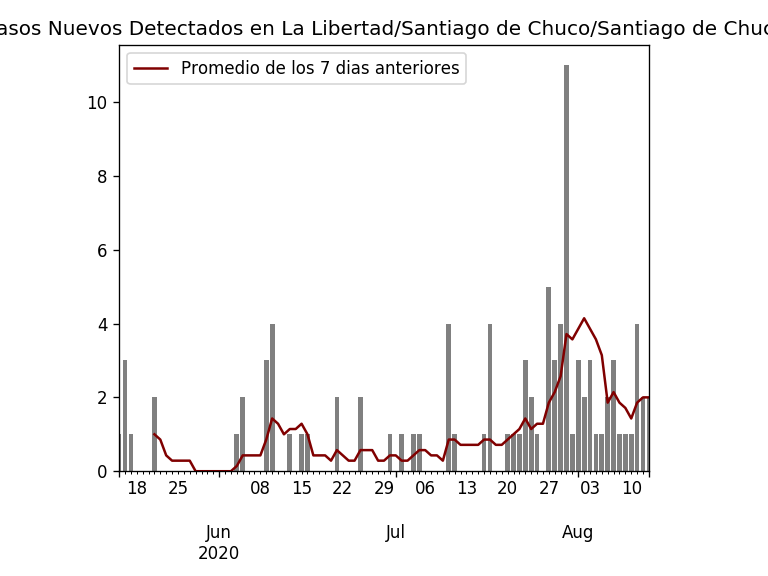 asos Nuevos Detectados en La Libertad/Santiago de Chuco/Santiago de Chuc
Promedio de los 7 dias anteriores
10
8
6
4
2
0
18 25 08 15 22 29 06 13 20 27 03 10
Jun Jul Aug
2020